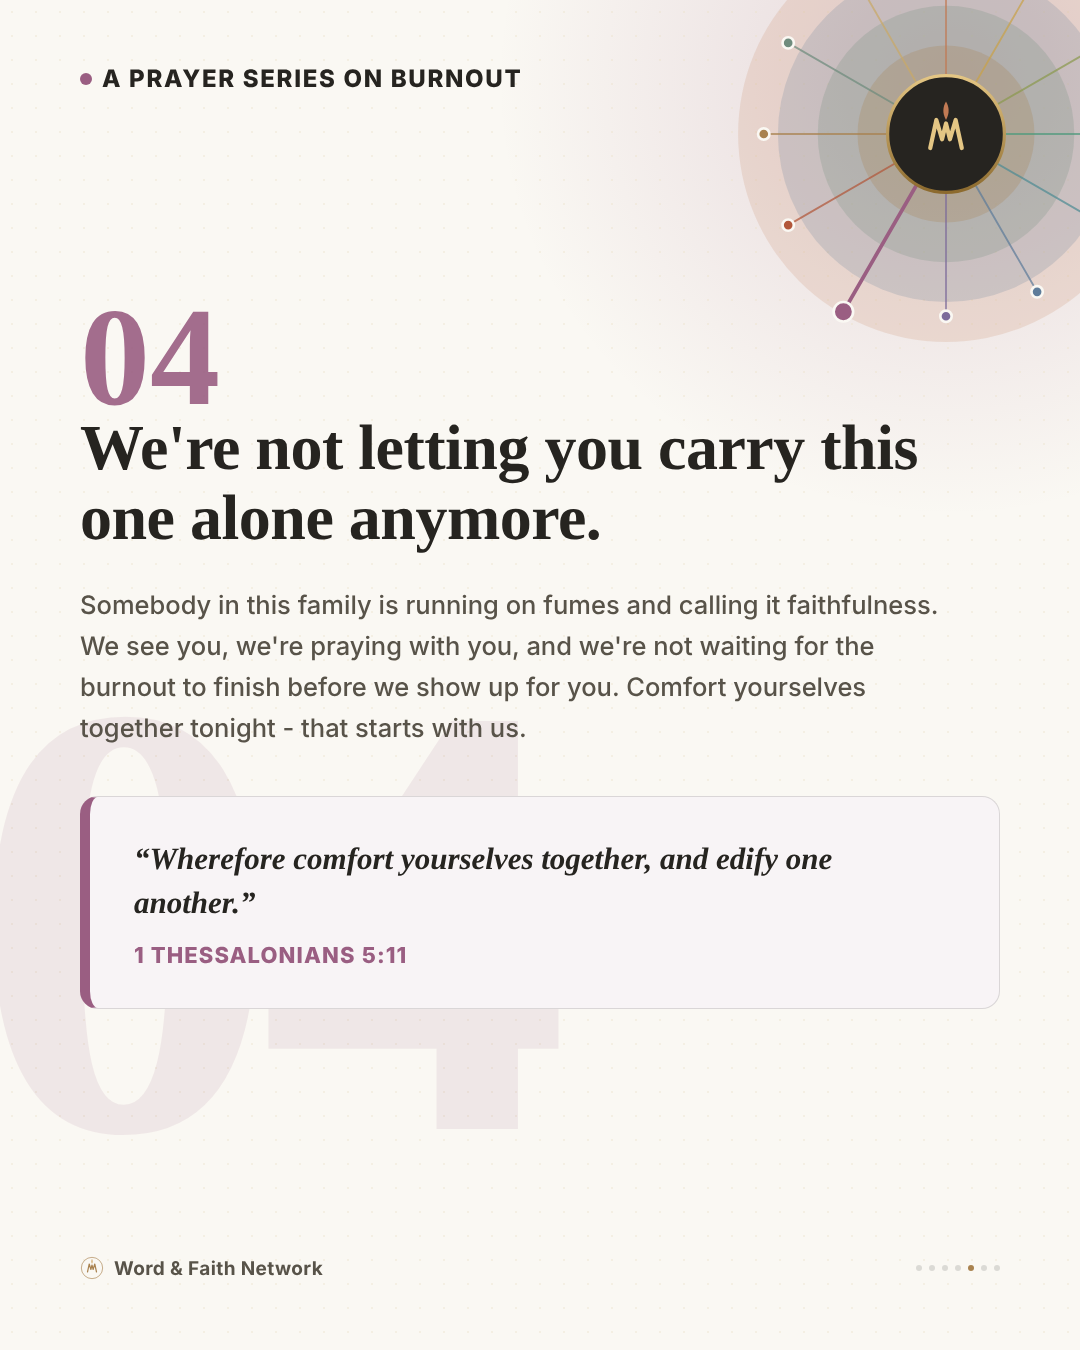 A PRAYER SERIES ON BURNOUT
04
We're not letting you carry this
one alone anymore.
Somebody in this family is running on fumes and calling it faithfulness.
We see you, we're praying with you, and we're not waiting for the
burnout to finish before we show up for you. Comfort yourselves
together tonight - that starts with us.
04
“Wherefore comfort yourselves together, and edify one
another.”
1 THESSALONIANS 5:11
Word & Faith Network